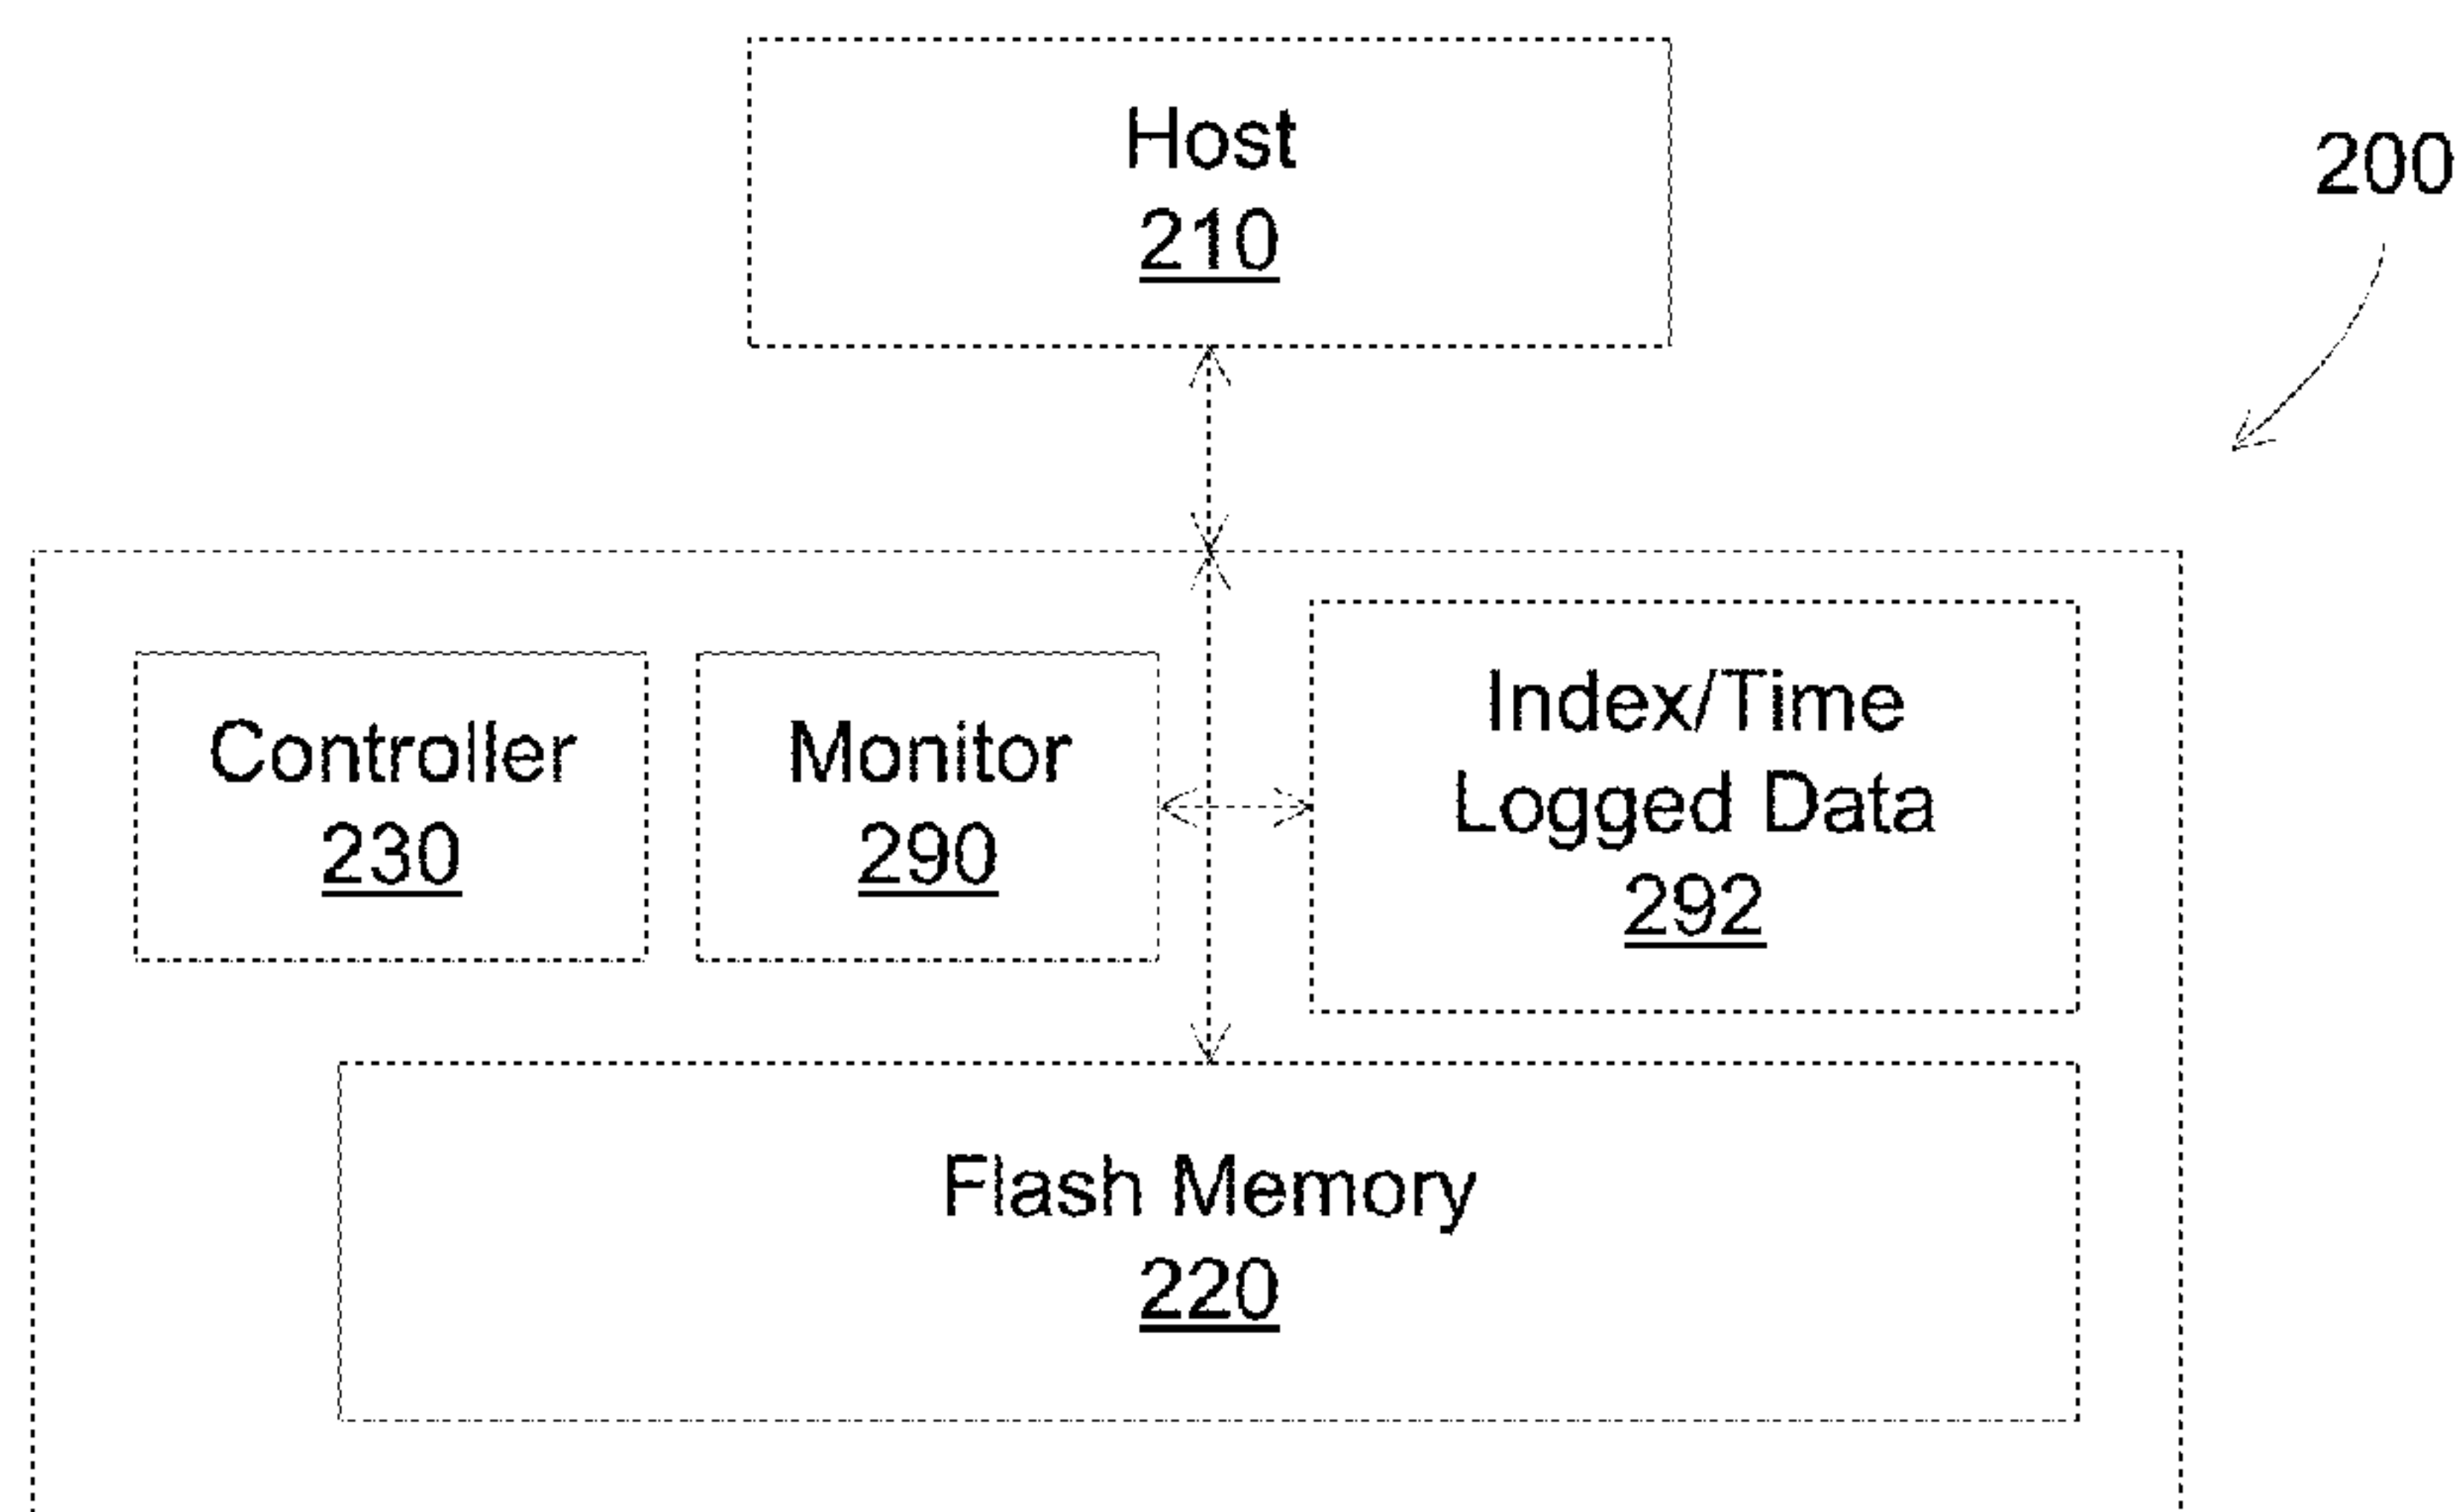 Host
210
200
Controller
230
Monitor
290
Index/Time
Logged Data
292
Flash Memory
220